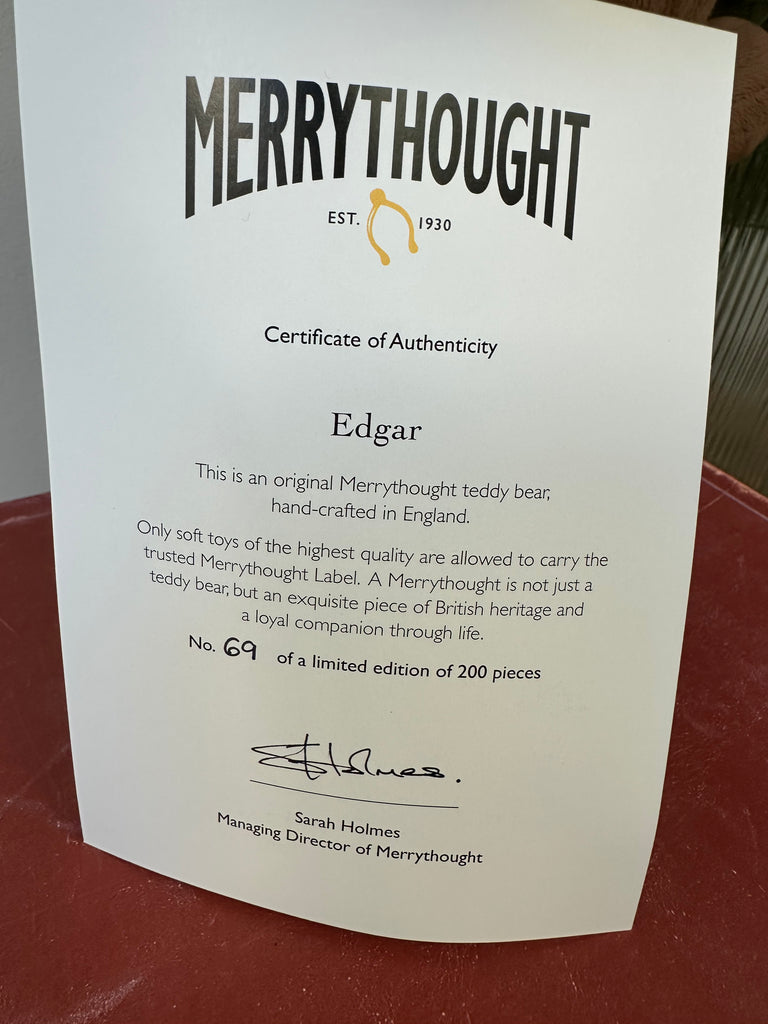 MERRYTHOUGHT
EST. 1930
Certificate of Authenticity
Edgar
This is an original Merrythought teddy bear,
hand-crafted in England.
Only soft toys of the highest quality are allowed to carry the
trusted Merrythought Label. A Merrythought is not just a
teddy bear, but an exquisite piece of British heritage and
a loyal companion through life.
No. 69 of a limited edition of 200 pieces
SHolmes.
Sarah Holmes
Managing Director of Merrythought